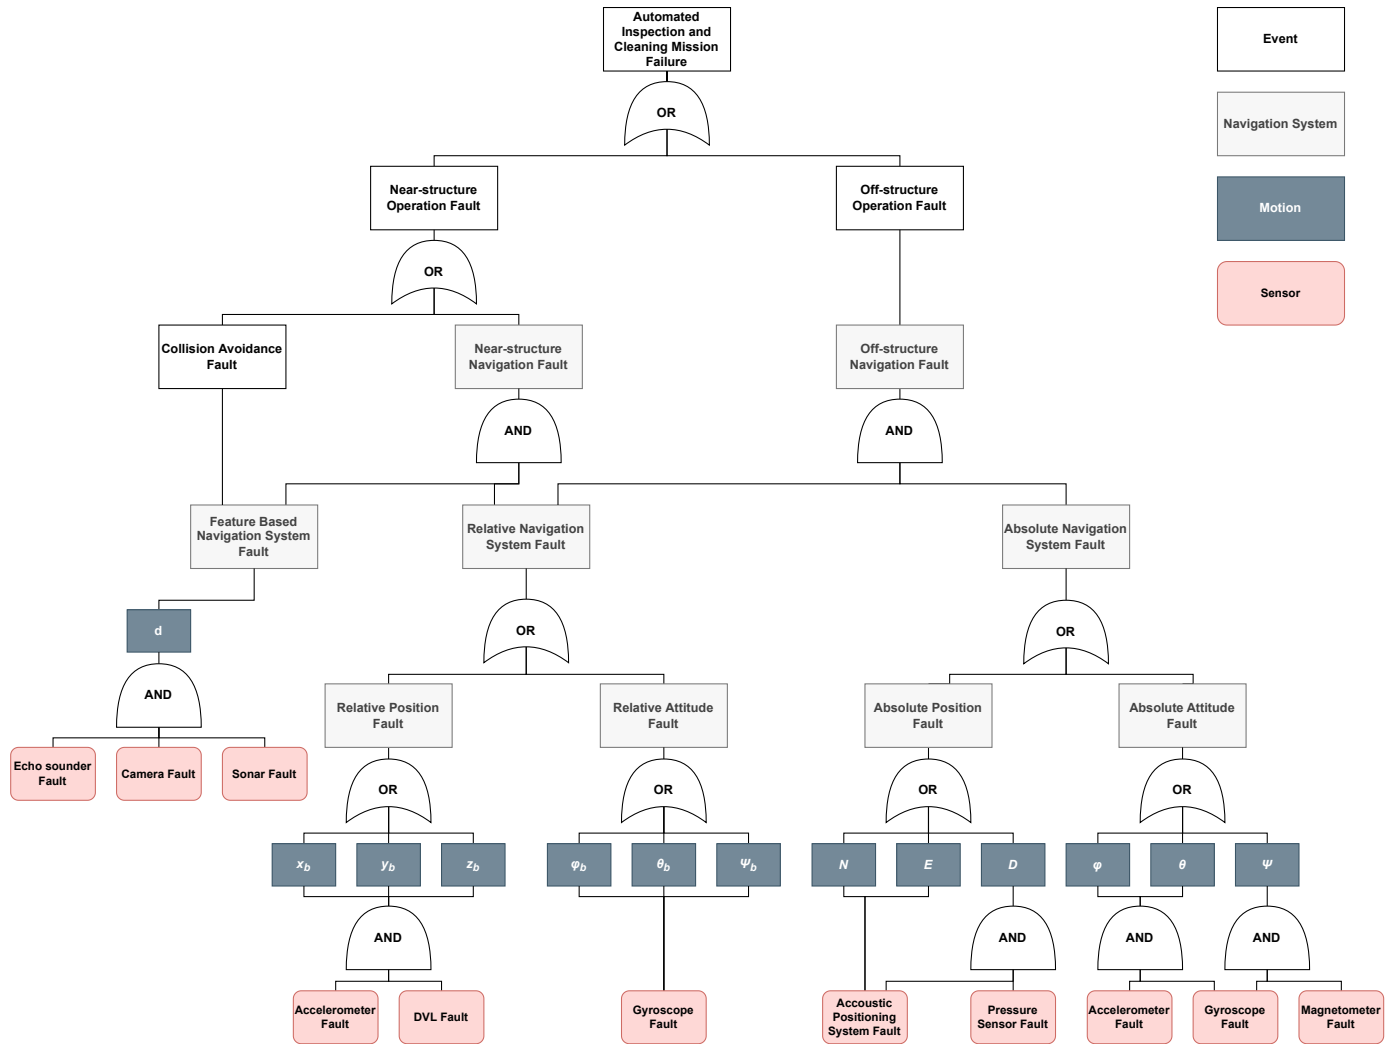 Automated
Inspection and
Cleaning Mission
Failure
Event
OR
Navigation System
Near-structure
Operation Fault
Off-structure
Operation Fault
Motion
OR
Sensor
Collision Avoidance
Fault
Near-structure
Navigation Fault
Off-structure
Navigation Fault
AND
AND
Feature Based
Navigation System
Fault
Relative Navigation
System Fault
Absolute Navigation
System Fault
d
OR
OR
AND
Relative Position
Fault
Relative Attitude
Fault
Absolute Position
Fault
Absolute Attitude
Fault
Echo sounder
Fault
Camera Fault
Sonar Fault
OR
OR
OR
OR
x_b
y_b
z_b
φ_b
θ_b
Ψ_b
N
E
D
φ
θ
Ψ
AND
AND
AND
AND
Accelerometer
Fault
DVL Fault
Gyroscope
Fault
Accoustic
Positioning
System Fault
Pressure
Sensor Fault
Accelerometer
Fault
Gyroscope
Fault
Magnetometer
Fault